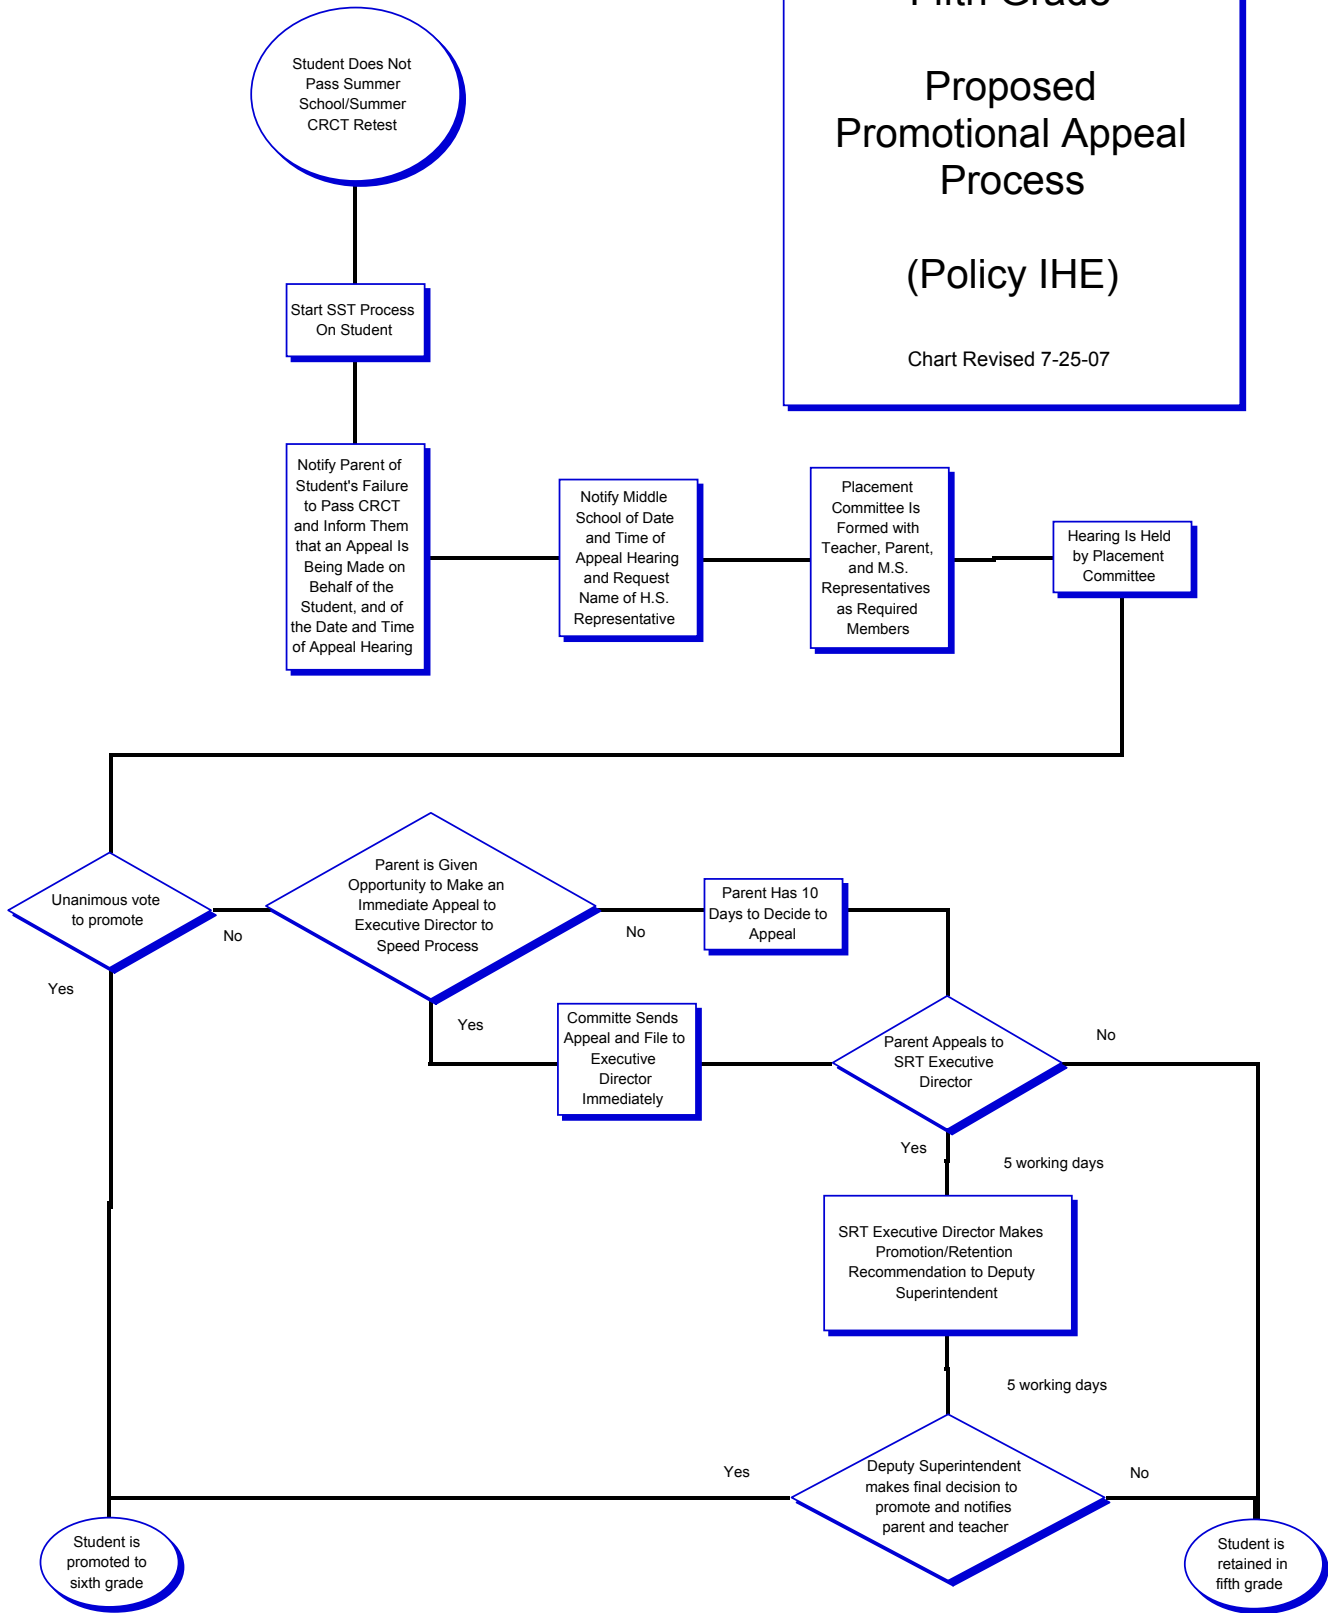 Fifth Grade
Proposed
Promotional Appeal
Process
(Policy IHE)
Chart Revised 7-25-07
Student Does Not
Pass Summer
School/Summer
CRCT Retest
Start SST Process
On Student
Notify Parent of
Student's Failure
to Pass CRCT
and Inform Them
that an Appeal Is
Being Made on
Behalf of the
Student, and of
the Date and Time
of Appeal Hearing
Notify Middle
School of Date
and Time of
Appeal Hearing
and Request
Name of H.S.
Representative
Placement
Committee Is
Formed with
Teacher, Parent,
and M.S.
Representatives
as Required
Members
Hearing Is Held
by Placement
Committee
Unanimous vote
to promote
No
Yes
Parent is Given
Opportunity to Make an
Immediate Appeal to
Executive Director to
Speed Process
No
Yes
Parent Has 10
Days to Decide to
Appeal
Committe Sends
Appeal and File to
Executive
Director
Immediately
Parent Appeals to
SRT Executive
Director
No
Yes
5 working days
SRT Executive Director Makes
Promotion/Retention
Recommendation to Deputy
Superintendent
5 working days
Deputy Superintendent
makes final decision to
promote and notifies
parent and teacher
Yes
No
Student is
promoted to
sixth grade
Student is
retained in
fifth grade